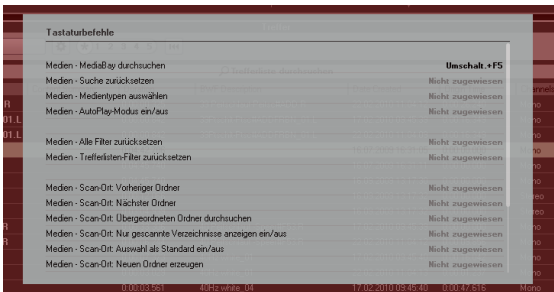 Tastaturbefehle
Medien - MediaBay durchsuchen Umschalt.+F5
Medien - Suche zurücksetzen Nicht zugewiesen
Medien - Medientypen auswählen Nicht zugewiesen
Medien - AutoPlay-Modus ein/aus Nicht zugewiesen
Medien - Alle Filter zurücksetzen Nicht zugewiesen
Medien - Trefferlisten-Filter zurücksetzen Nicht zugewiesen
Medien - Scan-Ort: Vorheriger Ordner Nicht zugewiesen
Medien - Scan-Ort: Nächster Ordner Nicht zugewiesen
Medien - Scan-Ort: Übergeordneten Ordner durchsuchen Nicht zugewiesen
Medien - Scan-Ort: Nur gescannte Verzeichnisse anzeigen ein/aus Nicht zugewiesen
Medien - Scan-Ort: Auswahl als Standard ein/aus Nicht zugewiesen
Medien - Scan-Ort: Neuen Ordner erzeugen Nicht zugewiesen
0:00:03.561 40Hz white_04 17.02.2010 09:45:40 0:00:47.616 Mono